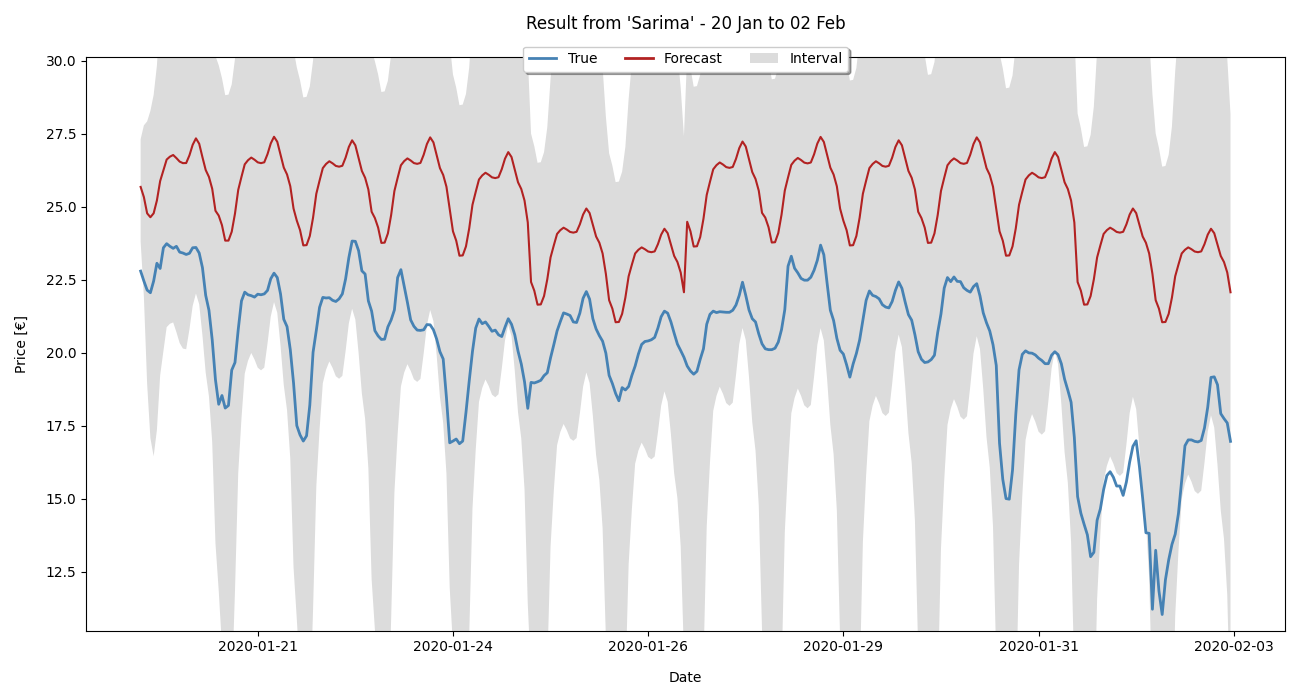 Result from 'Sarima' - 20 Jan to 02 Feb
True Forecast Interval
30.0
27.5
25.0
22.5
20.0
17.5
15.0
12.5
Price [€]
2020-01-21 2020-01-24 2020-01-26 2020-01-29 2020-01-31 2020-02-03
Date